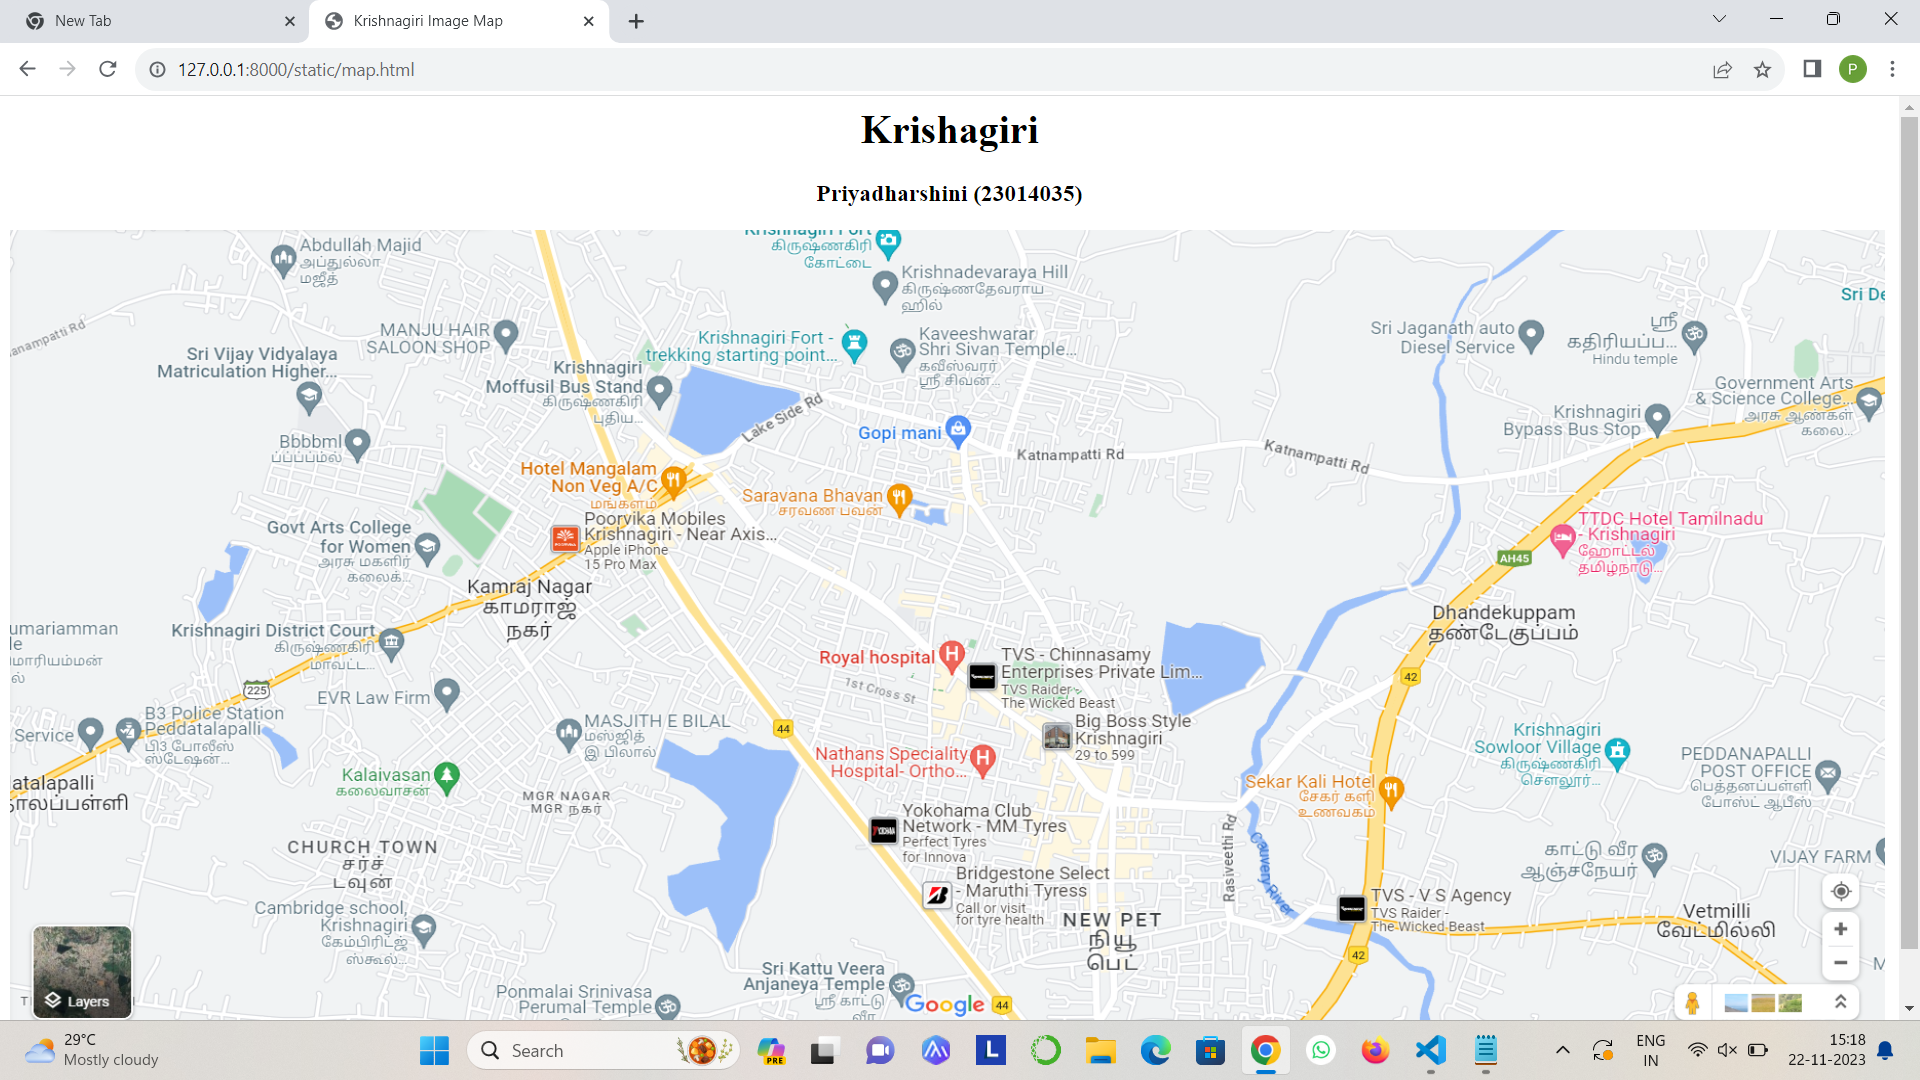 New Tab
Krishnagiri Image Map
127.0.0.1:8000/static/map.html
P
Krishagiri
Priyadharshini (23014035)
Krishnagiri Fort
கிருஷ்ணகிரி
கோட்டை
Abdullah Majid
அப்துல்லா
மஜீத்
Krishnadevaraya Hill
கிருஷ்ணதேவராய
ஹில்
Sri De
anampatti Rd
MANJU HAIR
SALOON SHOP
Krishnagiri Fort -
trekking starting point...
Kaveeshwarar
Shri Sivan Temple...
கவீஸ்வரர்
ஸ்ரீ சிவன்...
Sri Jaganath auto
Diesel Service
ஸ்ரீ
கதிரியப்ப...
Hindu temple
Sri Vijay Vidyalaya
Matriculation Higher...
Krishnagiri
Moffusil Bus Stand
கிருஷ்ணகிரி
புதிய...
Lake Side Rd
Government Arts
& Science College...
அரசு ஆண்கள்
கலை...
Krishnagiri
Bypass Bus Stop
Bbbbml
ப்ப்ப்ம்ல்
Gopi mani
Katnampatti Rd
Katnampatti Rd
Hotel Mangalam
Non Veg A/C
மங்களம்
Saravana Bhavan
சரவண பவன்
Poorvika Mobiles
Krishnagiri - Near Axis...
Apple iPhone
15 Pro Max
Govt Arts College
for Women
அரசு மகளிர்
கலைக்...
TTDC Hotel Tamilnadu
- Krishnagiri
ஹோட்டல்
தமிழ்நாடு...
AH45
Kamraj Nagar
காமராஜ்
நகர்
Dhandekuppam
தண்டேகுப்பம்
umariamman
le
மாரியம்மன்
ல்
Krishnagiri District Court
கிருஷ்ணகிரி
மாவட்ட...
225
EVR Law Firm
Royal hospital
1st Cross St
TVS - Chinnasamy
Enterprises Private Lim...
TVS Raider -
The Wicked Beast
42
Service
B3 Police Station
Peddatalapalli
பி3 போலீஸ்
ஸ்டேஷன்...
MASJITH E BILAL
மஸ்ஜித்
இ பிலால்
44
Big Boss Style
Krishnagiri
29 to 599
Nathans Speciality
Hospital- Ortho...
Krishnagiri
Sowloor Village
கிருஷ்ணகிரி
சௌலூர்...
PEDDANAPALLI
POST OFFICE
பெத்தனப்பள்ளி
போஸ்ட் ஆபீஸ்
atalapalli
தாலப்பள்ளி
Kalaivasan
கலைவாசன்
MGR NAGAR
MGR நகர்
Sekar Kali Hotel
சேகர் களி
உணவகம்
Yokohama Club
Network - MM Tyres
Perfect Tyres
for Innova
Rasiveethi Rd
Cauvery River
CHURCH TOWN
சர்ச்
டவுன்
காட்டு வீர
ஆஞ்சநேயர்
VIJAY FARM
Bridgestone Select
- Maruthi Tyress
Call or visit
for tyre health
NEW PET
நியூ
பெட்
TVS - V S Agency
TVS Raider -
The Wicked Beast
Vetmilli
வேட்மில்லி
Cambridge school,
Krishnagiri
கேம்பிரிட்ஜ்
ஸ்கூல்...
42
Sri Kattu Veera
Anjaneya Temple
ஸ்ரீ காட்டு
வீர
Ponmalai Srinivasa
Perumal Temple
Layers
Google
44
M
29°C
Mostly cloudy
Search
PRE
L
ENG
IN
15:18
22-11-2023